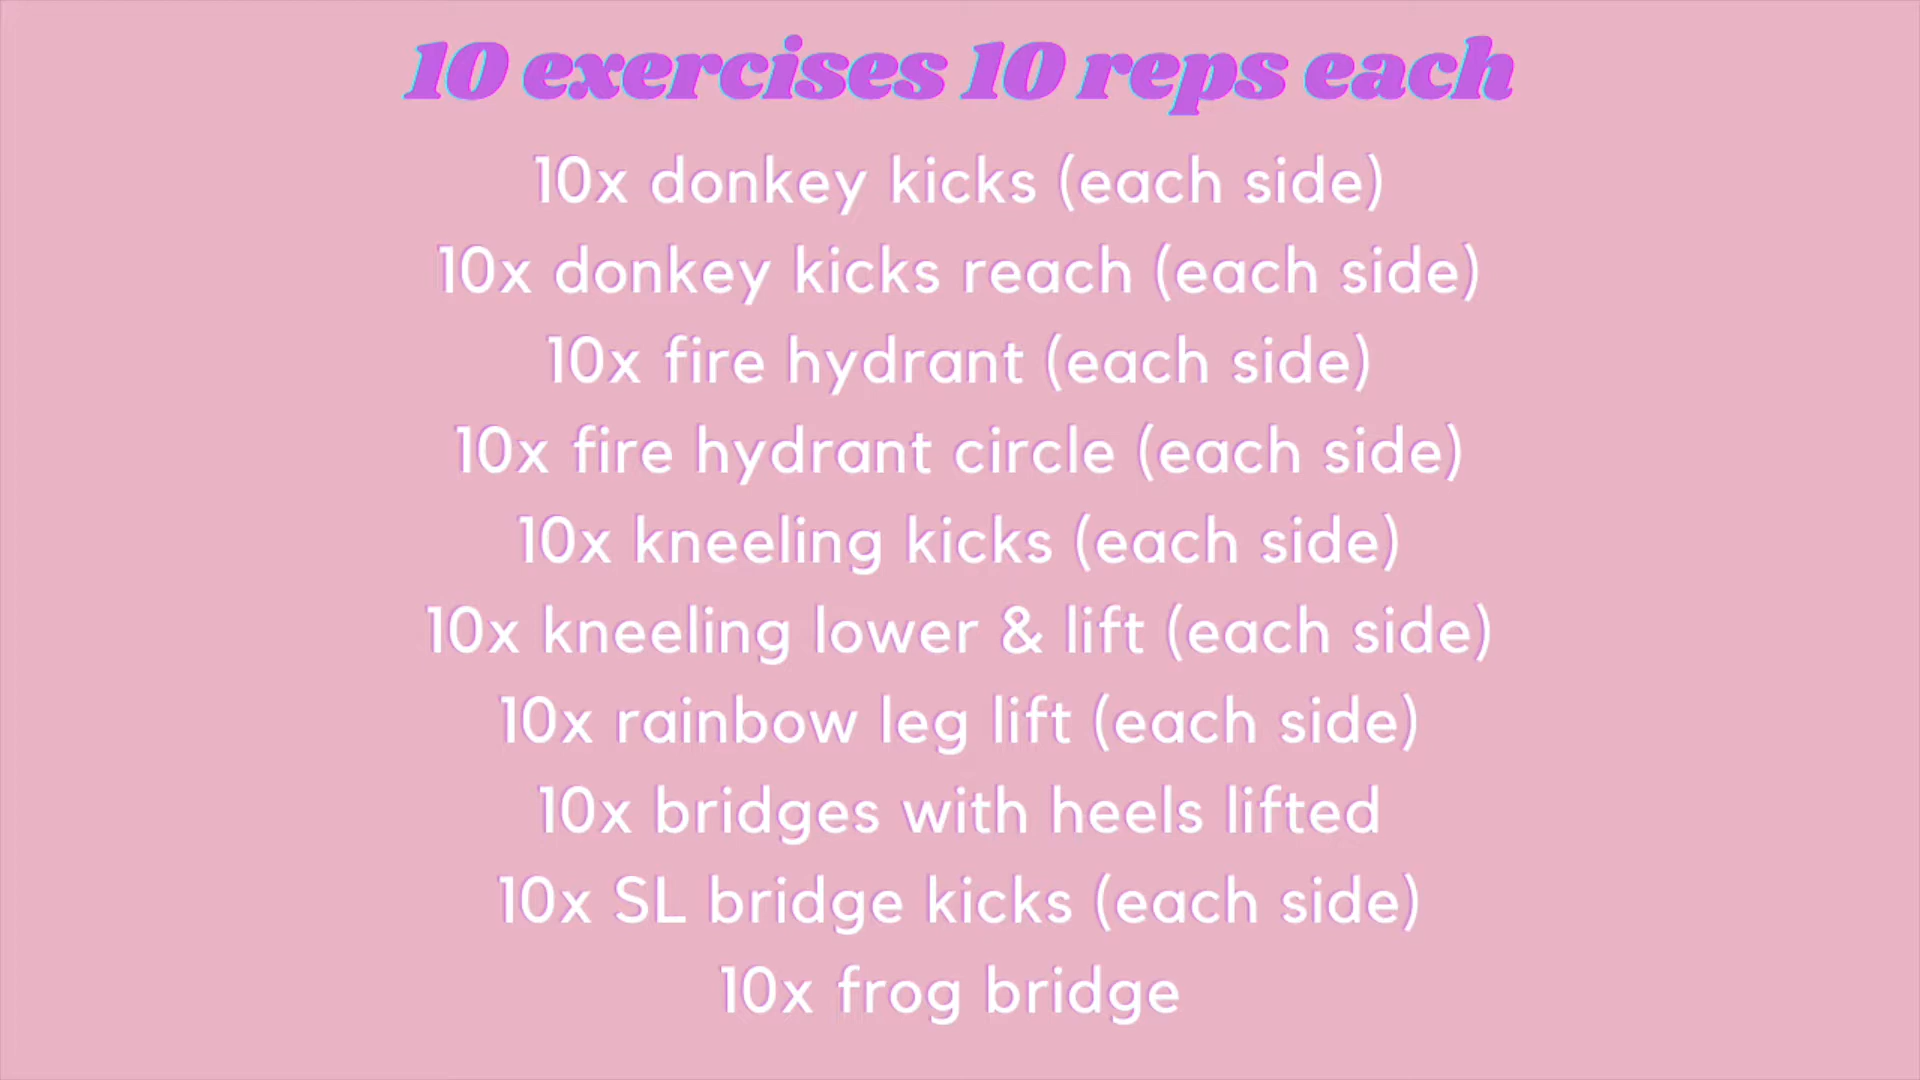 10 exercises 10 reps each
10x donkey kicks (each side)
10x donkey kicks reach (each side)
10x fire hydrant (each side)
10x fire hydrant circle (each side)
10x kneeling kicks (each side)
10x kneeling lower & lift (each side)
10x rainbow leg lift (each side)
10x bridges with heels lifted
10x SL bridge kicks (each side)
10x frog bridge